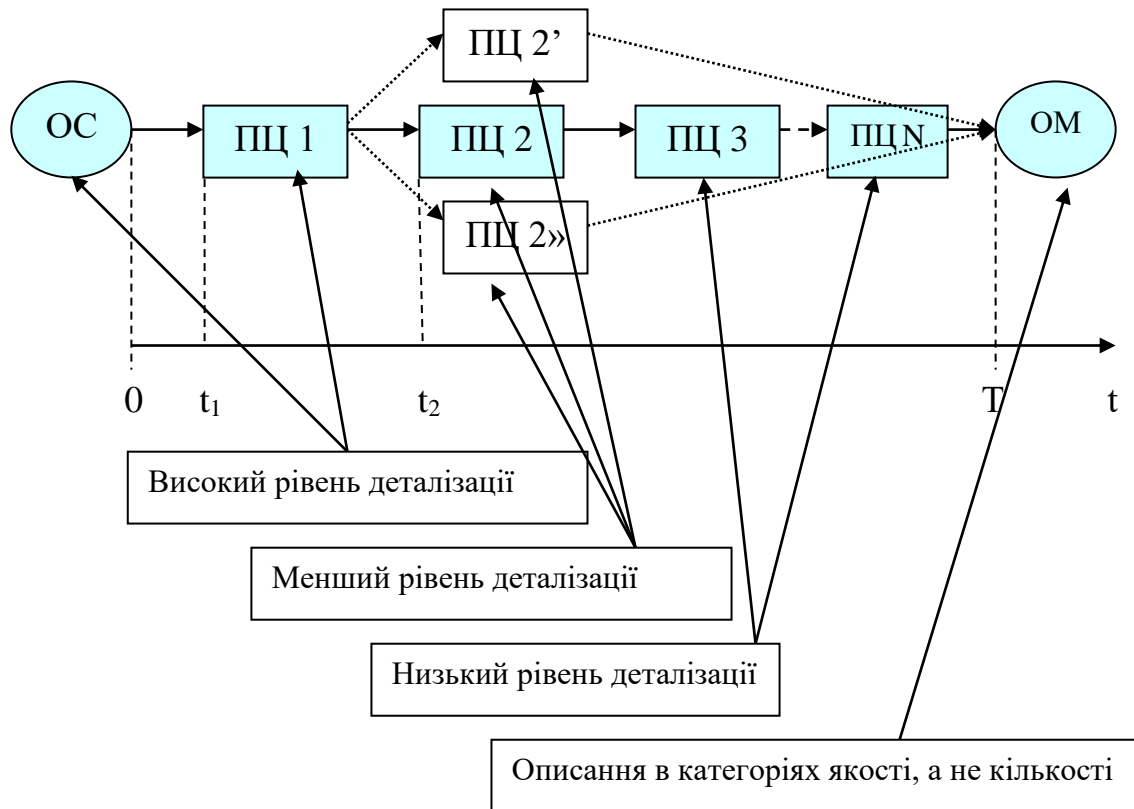 ПЦ 2’
ОС
ПЦ 1
ПЦ 2
ПЦ 3
ПЦ N
ОМ
ПЦ 2»
0
t₁
t₂
T
t
Високий рівень деталізації
Менший рівень деталізації
Низький рівень деталізації
Описання в категоріях якості, а не кількості